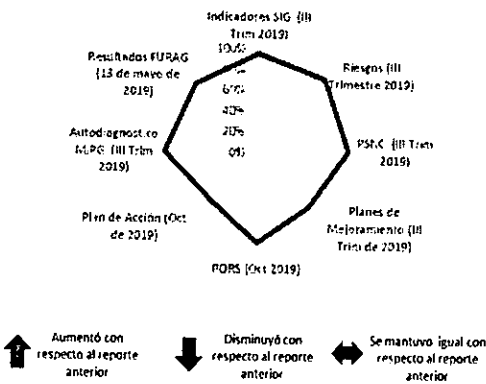 Indicadores SIG (III
Trim 2019)
100%
60%
40%
20%
0%
Riesgos (III
Trimestre 2019)
PSNC (III Trim
2019)
Planes de
Mejoramiento (III
Trim de 2019)
PQRS (Oct 2019)
Plan de Acción (Oct
de 2019)
Autodiagnostico
MIPG (III Trim
2019)
Resultados FURAG
(13 de mayo de
2019)
Aumentó con
respecto al reporte
anterior
Disminuyó con
respecto al reporte
anterior
Se mantuvo igual con
respecto al reporte
anterior